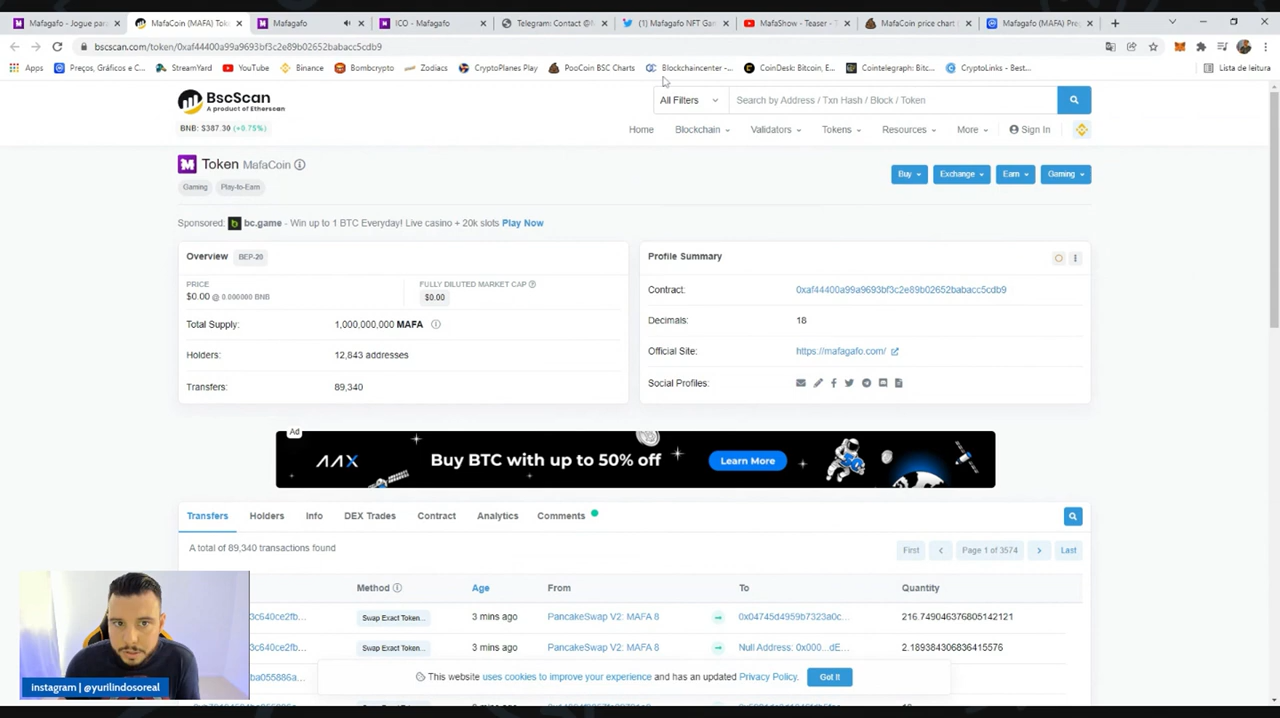 Mafagafo - Jogue para
MafaCoin (MAFA) Tok
Mafagafo
ICO - Mafagafo
Telegram: Contact @M
(1) Mafagafo NFT Gam
MafaShow - Teaser - T
MafaCoin price chart
Mafagafo (MAFA) Preç
bscscan.com/token/0xaf44400a99a9693bf3c2e89b02652babacc5cdb9
Apps
Preços, Gráficos e C...
StreamYard
YouTube
Binance
Bombcrypto
Zodiacs
CryptoPlanes Play
PooCoin BSC Charts
Blockchaincenter -...
CoinDesk: Bitcoin, E...
Cointelegraph: Bitc...
CryptoLinks - Best...
Lista de leitura
BscScan
A product of Etherscan
All Filters
Search by Address / Txn Hash / Block / Token
BNB: $387.30 (+0.75%)
Home
Blockchain
Validators
Tokens
Resources
More
Sign In
Token MafaCoin
Buy
Exchange
Earn
Gaming
Gaming
Play-to-Earn
Sponsored: bc.game - Win up to 1 BTC Everyday! Live casino + 20k slots Play Now
Overview BEP-20
PRICE
$0.00 @ 0.000000 BNB
FULLY DILUTED MARKET CAP
$0.00
Total Supply: 1,000,000,000 MAFA
Holders: 12,843 addresses
Transfers: 89,340
Profile Summary
Contract: 0xaf44400a99a9693bf3c2e89b02652babacc5cdb9
Decimals: 18
Official Site: https://mafagafo.com/
Social Profiles:
Ad
AAX Buy BTC with up to 50% off Learn More
Transfers Holders Info DEX Trades Contract Analytics Comments
A total of 89,340 transactions found
First
Page 1 of 3574
Last
Method Age From To Quantity
3c640ce2fb... Swap Exact Token... 3 mins ago PancakeSwap V2: MAFA 8 0x04745d4959b7323a0c... 216.749046376805142121
3c640ce2fb... Swap Exact Token... 3 mins ago PancakeSwap V2: MAFA 8 Null Address: 0x000...dE... 2.189384306836415576
ba055886a...
This website uses cookies to improve your experience and has an updated Privacy Policy. Got It
Instagram | @yurilindosoreal